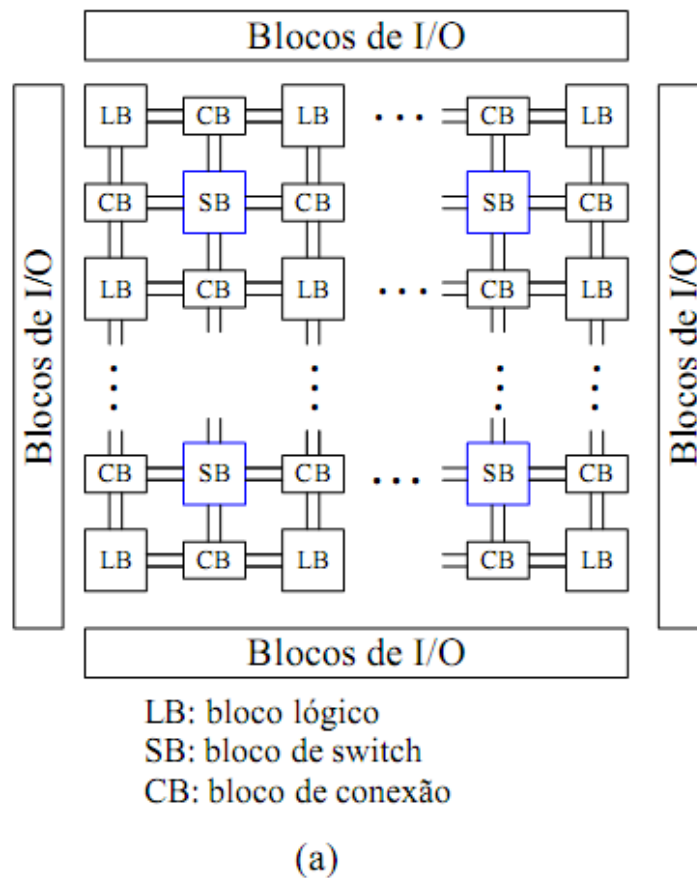 Blocos de I/O
Blocos de I/O
Blocos de I/O
LB CB LB ... CB LB
CB SB CB SB CB
LB CB LB ... CB LB
CB SB CB ... SB CB
LB CB LB CB LB
Blocos de I/O
LB: bloco lógico
SB: bloco de switch
CB: bloco de conexão
(a)